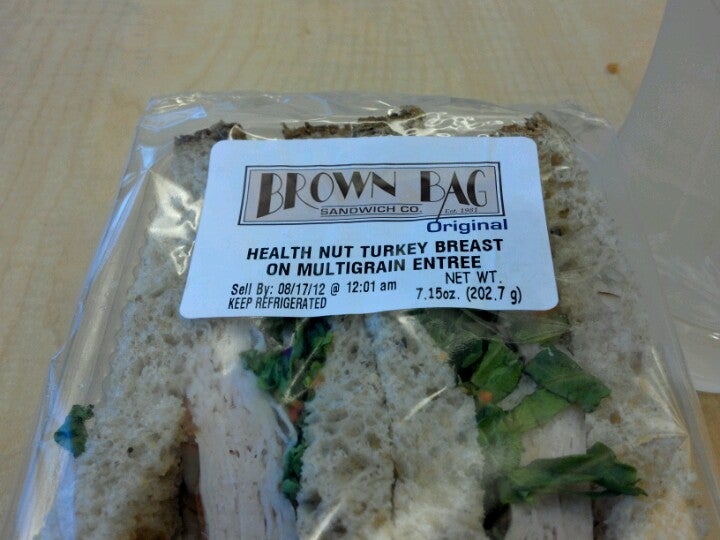 BROWN BAG
SANDWICH CO. Est. 1981
Original
HEALTH NUT TURKEY BREAST
ON MULTIGRAIN ENTREE
Sell By: 08/17/12 @ 12:01 am NET WT.
KEEP REFRIGERATED 7.15oz. (202.7 g)